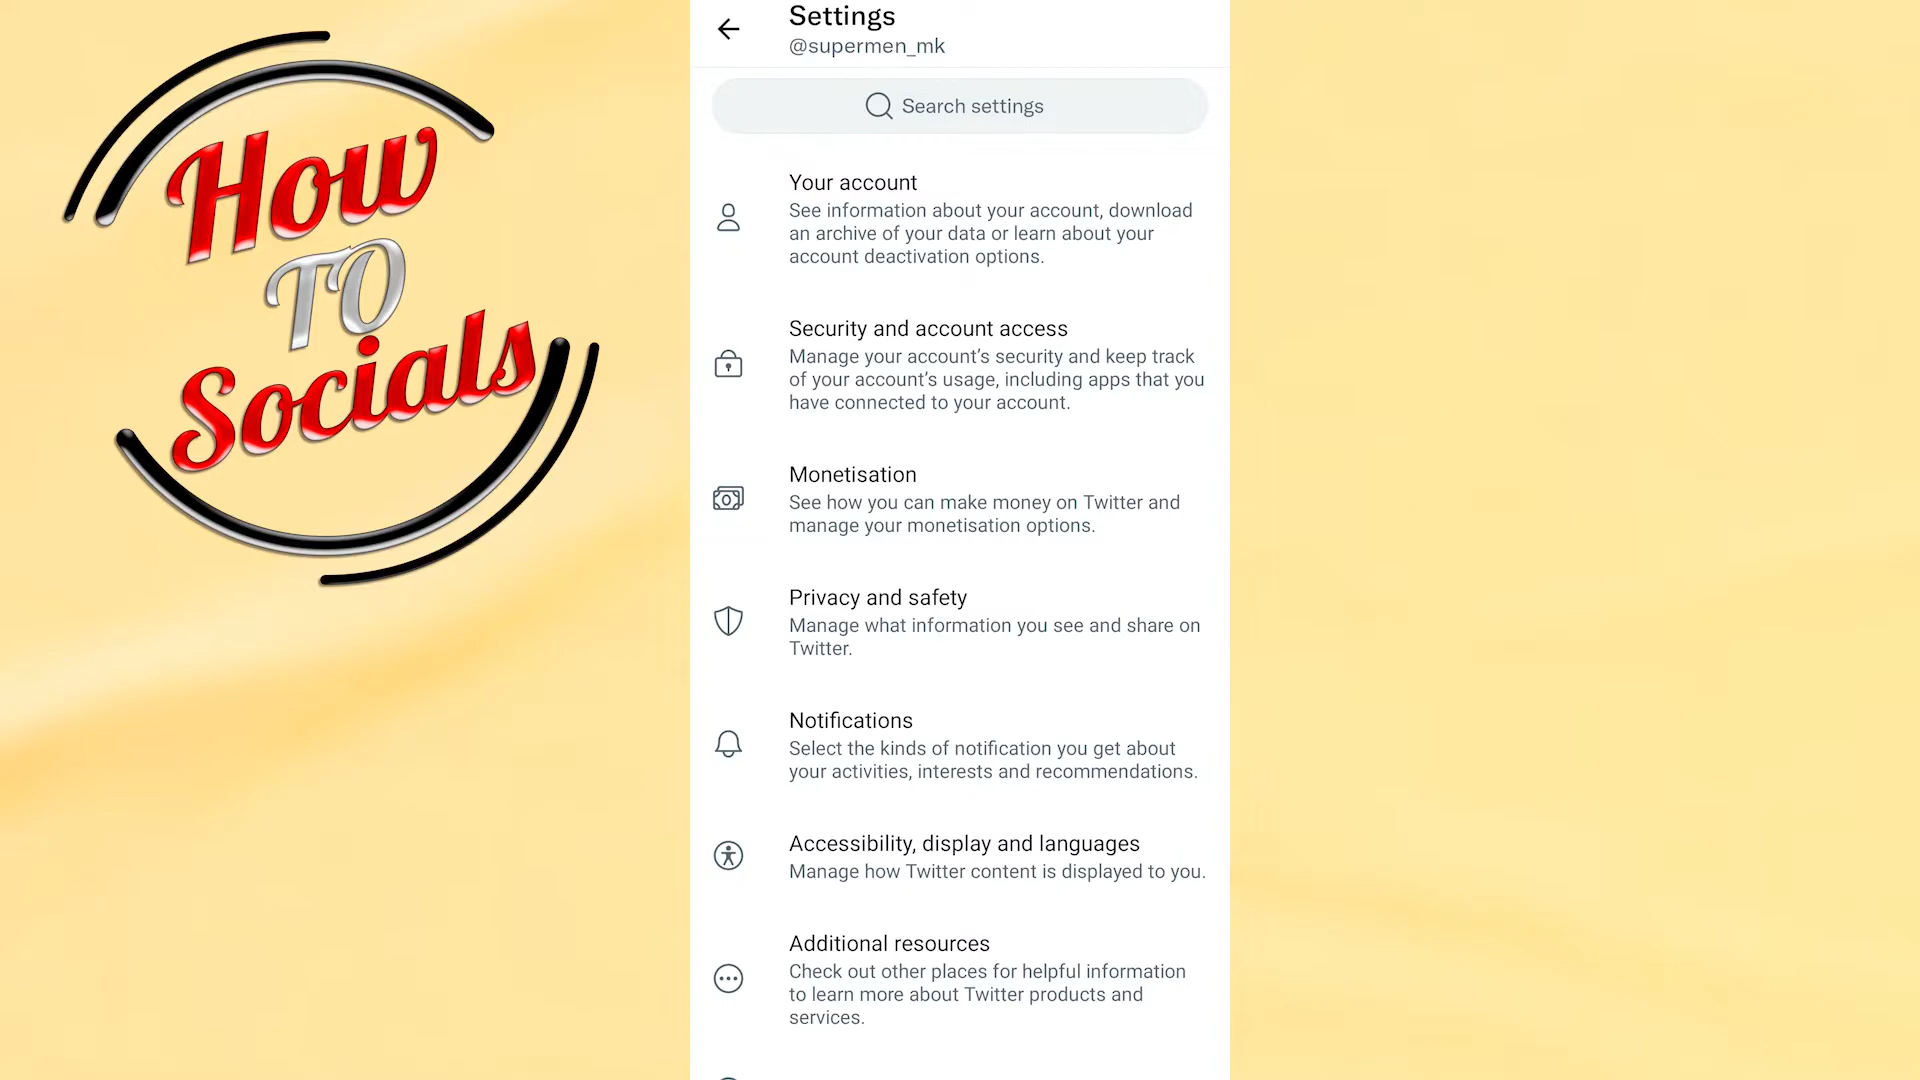 How
TO
Socials
Settings
@supermen_mk
Search settings
Your account
See information about your account, download
an archive of your data or learn about your
account deactivation options.
Security and account access
Manage your account’s security and keep track
of your account’s usage, including apps that you
have connected to your account.
Monetisation
See how you can make money on Twitter and
manage your monetisation options.
Privacy and safety
Manage what information you see and share on
Twitter.
Notifications
Select the kinds of notification you get about
your activities, interests and recommendations.
Accessibility, display and languages
Manage how Twitter content is displayed to you.
Additional resources
Check out other places for helpful information
to learn more about Twitter products and
services.